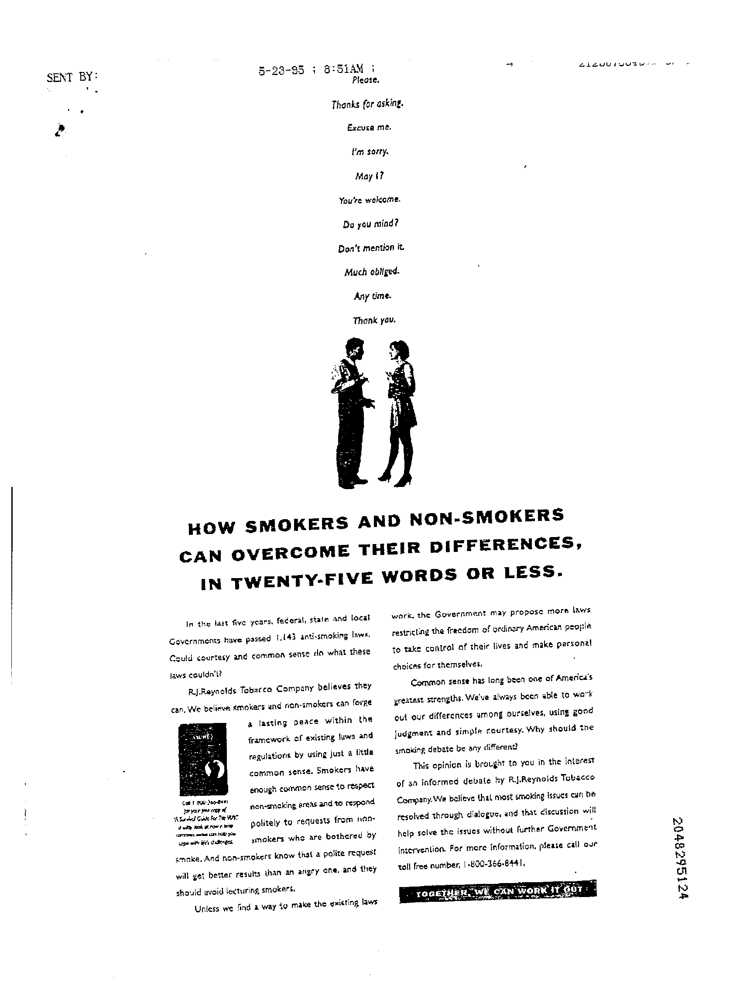 SENT BY:
5-23-95 ; 8:51AM ;
Please.
Thanks for asking.
Excuse me.
I'm sorry.
May I?
You're welcome.
Do you mind?
Don't mention it.
Much obliged.
Any time.
Thank you.
HOW SMOKERS AND NON-SMOKERS
CAN OVERCOME THEIR DIFFERENCES,
IN TWENTY-FIVE WORDS OR LESS.
In the last five years, federal, state and local
Governments have passed 1,143 anti-smoking laws.
Could courtesy and common sense do what these
laws couldn't?
R.J.Reynolds Tobacco Company believes they
can. We believe smokers and non-smokers can forge
a lasting peace within the
framework of existing laws and
regulations by using just a little
common sense. Smokers have
enough common sense to respect
non-smoking areas and to respond
politely to requests from non-
smokers who are bothered by
smoke. And non-smokers know that a polite request
will get better results than an angry one, and they
should avoid lecturing smokers.
Unless we find a way to make the existing laws
Call 1-800-366-8441
for your free copy of
common sense can help you
cope with life's challenges.
work, the Government may propose more laws
restricting the freedom of ordinary American people
to take control of their lives and make personal
choices for themselves.
Common sense has long been one of America's
greatest strengths. We've always been able to work
out our differences among ourselves, using good
judgment and simple courtesy. Why should the
smoking debate be any different?
This opinion is brought to you in the interest
of an informed debate by R.J.Reynolds Tobacco
Company. We believe that most smoking issues can be
resolved through dialogue, and that discussion will
help solve the issues without further Government
intervention. For more information, please call our
toll free number, 1-800-366-8441.
TOGETHER, WE CAN WORK IT OUT
2048295124